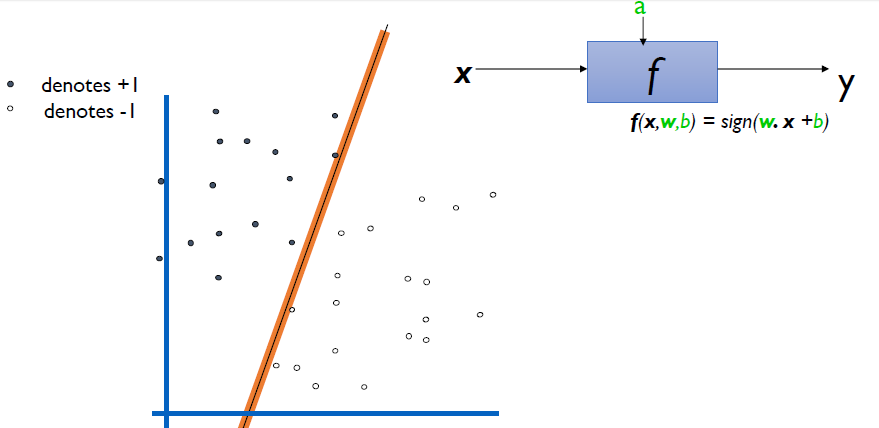 a
x
f
y
denotes +1
denotes -1
f(x,w,b) = sign(w. x +b)